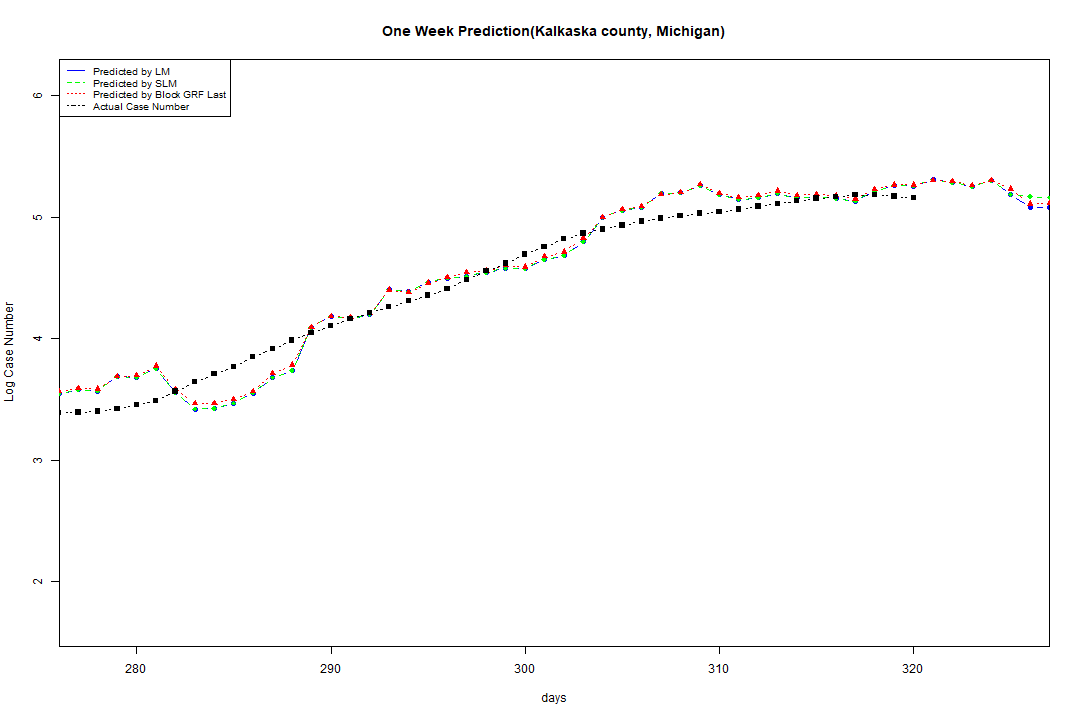 One Week Prediction(Kalkaska county, Michigan)
Predicted by LM
Predicted by SLM
Predicted by Block GRF Last
Actual Case Number
6
5
4
3
2
Log Case Number
280 290 300 310 320
days